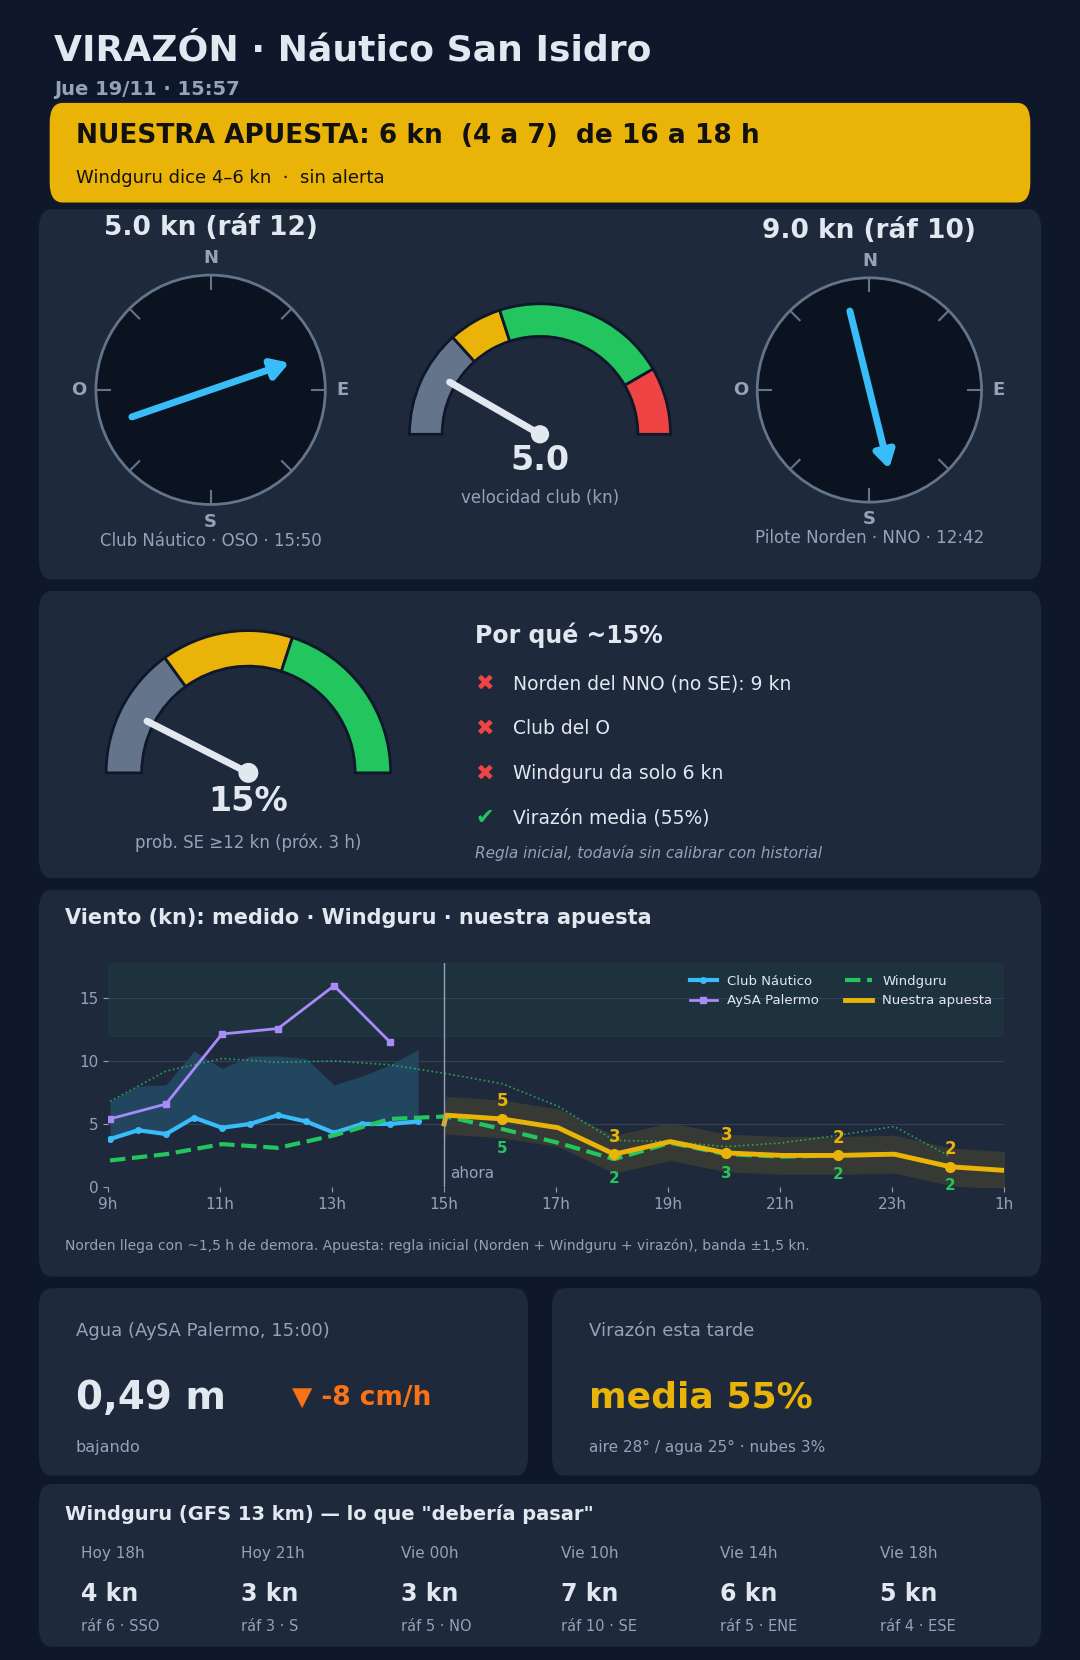 VIRAZÓN · Náutico San Isidro
Jue 19/11 · 15:57
NUESTRA APUESTA: 6 kn (4 a 7) de 16 a 18 h
Windguru dice 4–6 kn · sin alerta
5.0 kn (ráf 12)
9.0 kn (ráf 10)
N
O
E
S
Club Náutico · OSO · 15:50
5.0
velocidad club (kn)
N
O
E
S
Pilote Norden · NNO · 12:42
15%
prob. SE ≥12 kn (próx. 3 h)
Por qué ~15%
✖ Norden del NNO (no SE): 9 kn
✖ Club del O
✖ Windguru da solo 6 kn
✔ Virazón media (55%)
Regla inicial, todavía sin calibrar con historial
Viento (kn): medido · Windguru · nuestra apuesta
Club Náutico
AySA Palermo
Windguru
Nuestra apuesta
15
10
5
0
5
3
3
2
2
5
2
3
2
2
ahora
9h 11h 13h 15h 17h 19h 21h 23h 1h
Norden llega con ~1,5 h de demora. Apuesta: regla inicial (Norden + Windguru + virazón), banda ±1,5 kn.
Agua (AySA Palermo, 15:00)
0,49 m ▼ -8 cm/h
bajando
Virazón esta tarde
media 55%
aire 28° / agua 25° · nubes 3%
Windguru (GFS 13 km) — lo que "debería pasar"
Hoy 18h Hoy 21h Vie 00h Vie 10h Vie 14h Vie 18h
4 kn 3 kn 3 kn 7 kn 6 kn 5 kn
ráf 6 · SSO ráf 3 · S ráf 5 · NO ráf 10 · SE ráf 5 · ENE ráf 4 · ESE